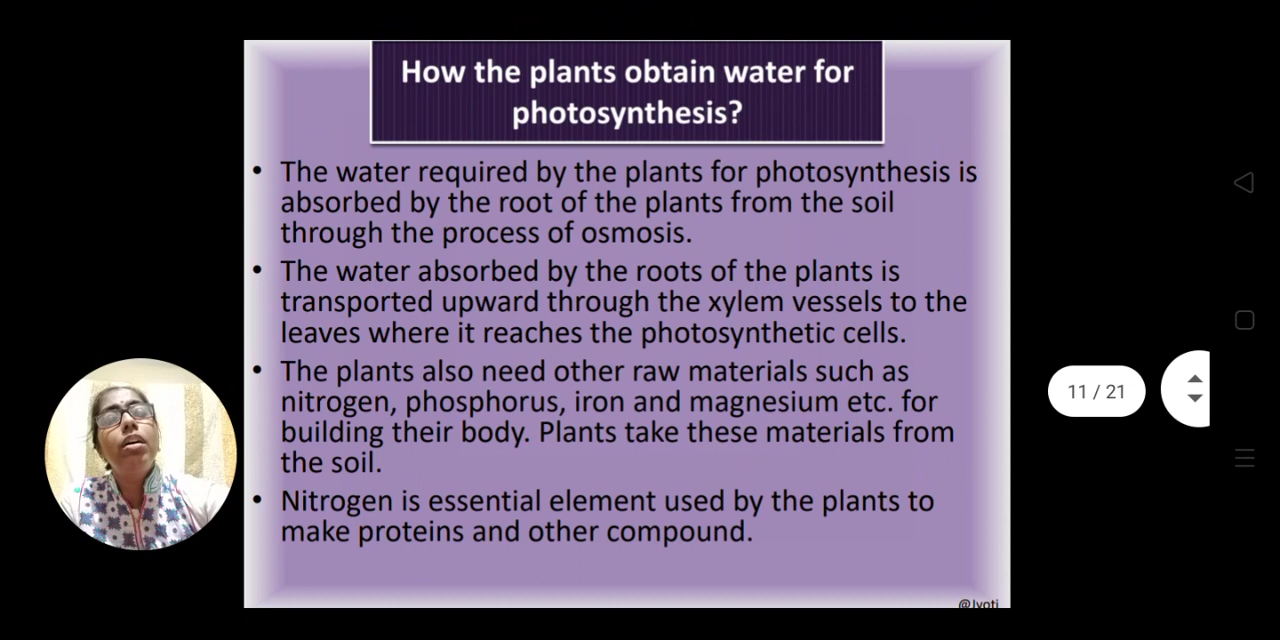 How the plants obtain water for
photosynthesis?
• The water required by the plants for photosynthesis is
absorbed by the root of the plants from the soil
through the process of osmosis.
• The water absorbed by the roots of the plants is
transported upward through the xylem vessels to the
leaves where it reaches the photosynthetic cells.
• The plants also need other raw materials such as
nitrogen, phosphorus, iron and magnesium etc. for
building their body. Plants take these materials from
the soil.
• Nitrogen is essential element used by the plants to
make proteins and other compound.
11 / 21
@Jyoti